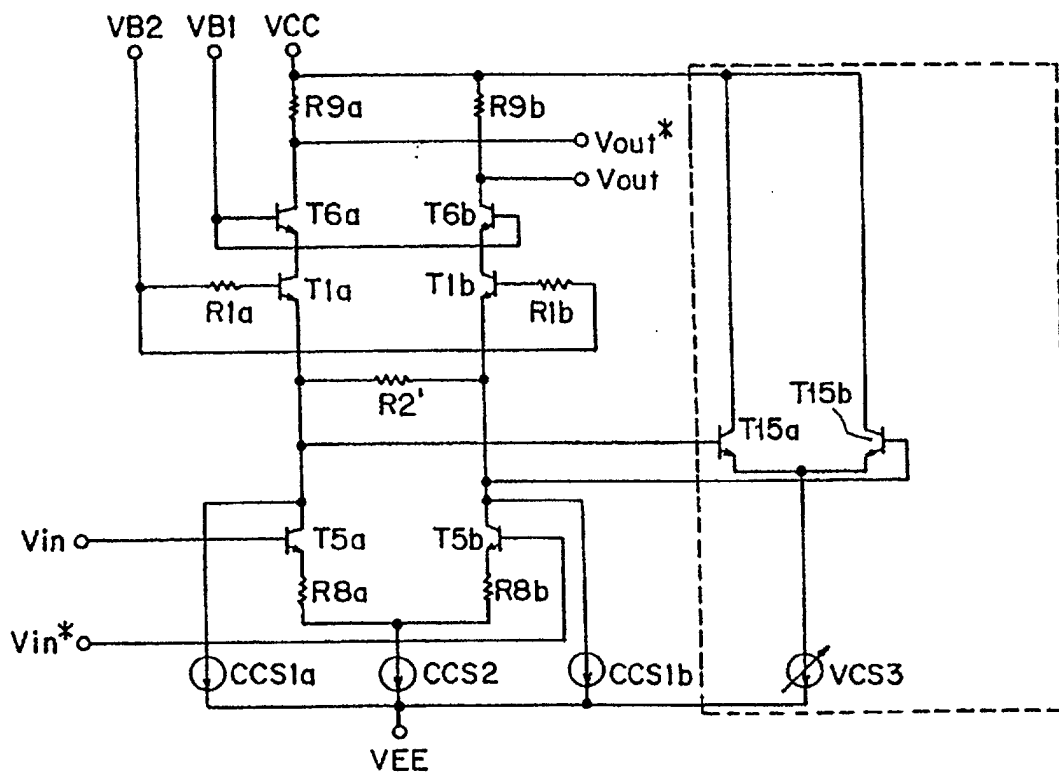 VB2 VB1 VCC
R9a R9b
Vout*
Vout
T6a T6b
T1a T1b
R1a R1b
R2'
T15b
T15a
Vin T5a T5b
R8a R8b
Vin*
CCS1a CCS2 CCS1b VCS3
VEE